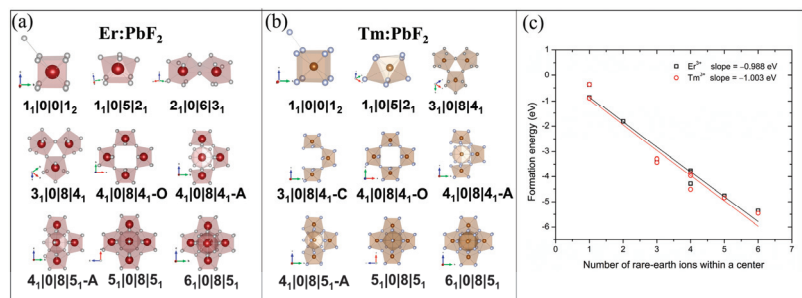 (a)
Er:PbF₂
1₁|0|0|1₂
1₁|0|5|2₁
2₁|0|6|3₁
3₁|0|8|4₁
4₁|0|8|4₁-O
4₁|0|8|4₁-A
4₁|0|8|5₁-A
5₁|0|8|5₁
6₁|0|8|5₁
(b)
Tm:PbF₂
1₁|0|0|1₂
1₁|0|5|2₁
3₁|0|8|4₁
3₁|0|8|4₁-C
4₁|0|8|4₁-O
4₁|0|8|4₁-A
4₁|0|8|5₁-A
5₁|0|8|5₁
6₁|0|8|5₁
(c)
Er³⁺ slope = −0.988 eV
Tm³⁺ slope = −1.003 eV
Formation energy (eV)
1
0
-1
-2
-3
-4
-5
-6
0 1 2 3 4 5 6 7
Number of rare-earth ions within a center